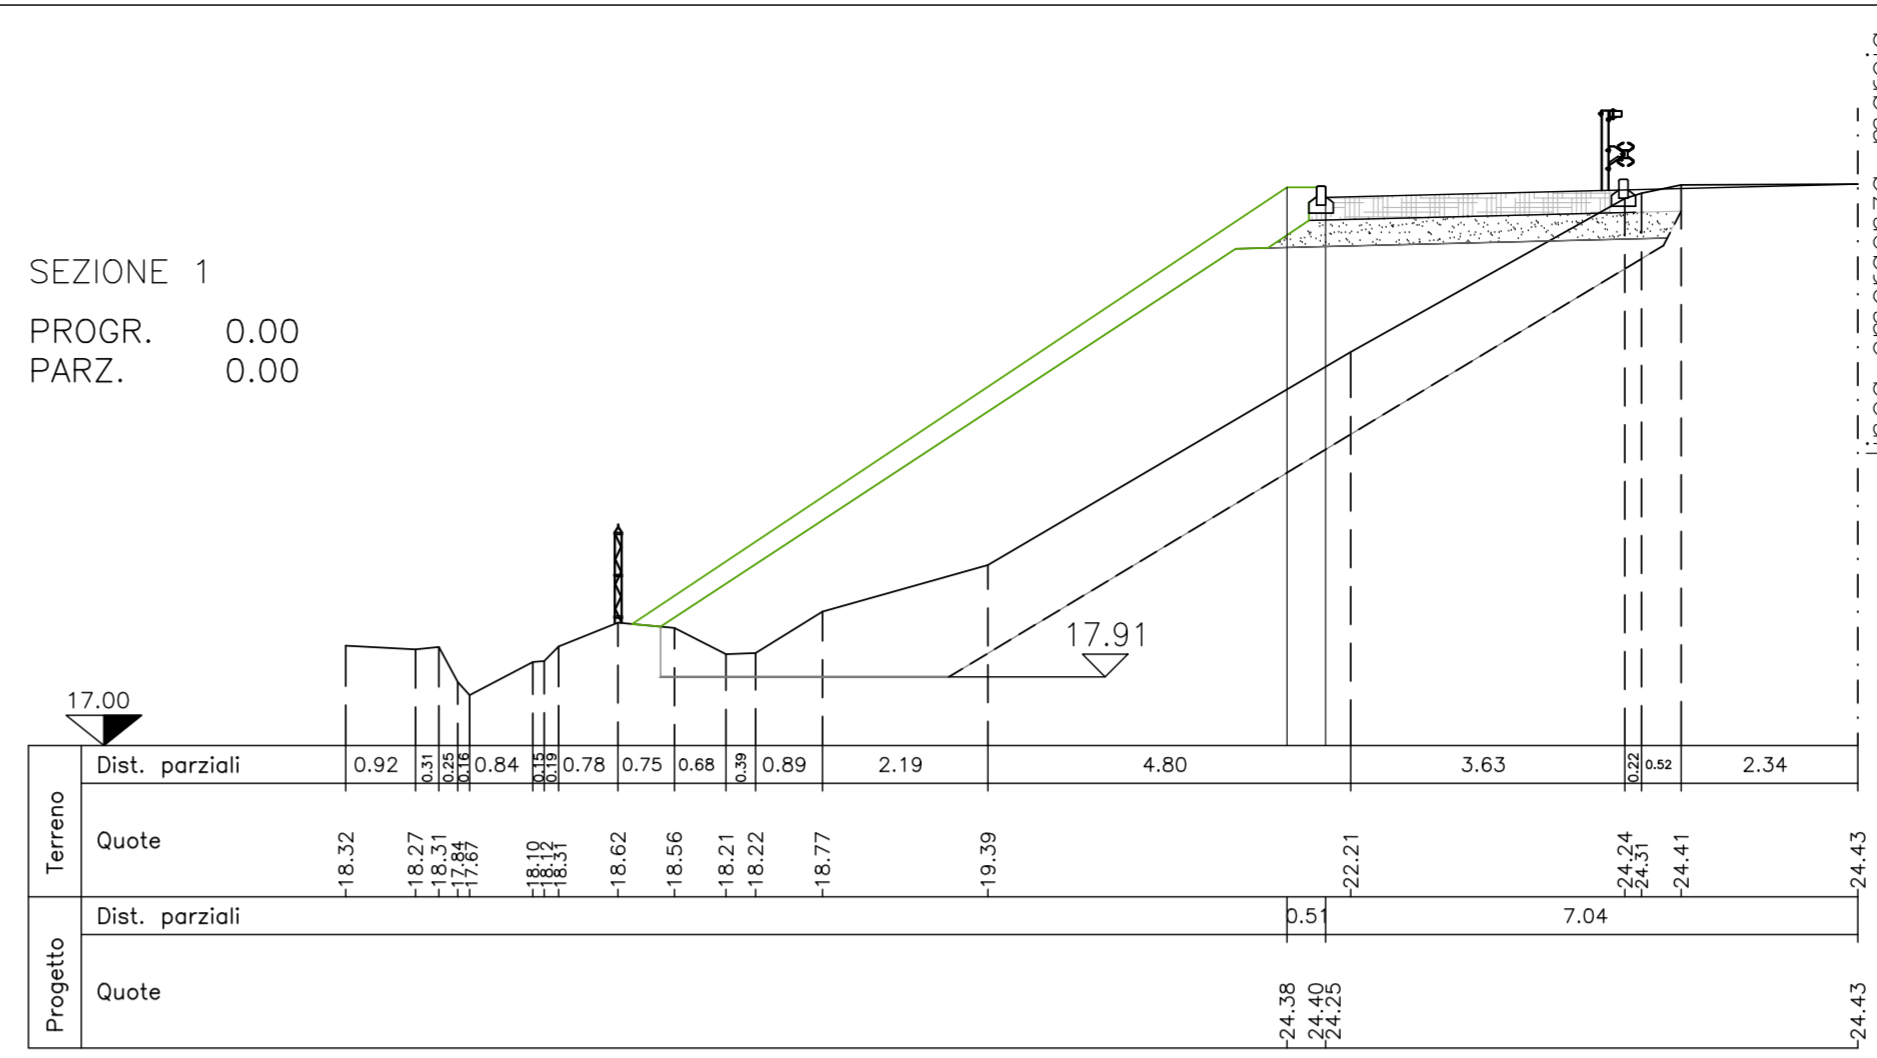 SEZIONE 1
PROGR. 0.00
PARZ. 0.00
17.91
17.00
Terreno
Dist. parziali 0.92 0.31 0.25 0.16 0.84 0.15 0.19 0.78 0.75 0.68 0.39 0.89 2.19 4.80 3.63 0.22 0.52 2.34
Quote 18.32 18.27 18.31 17.84 17.67 18.10 18.12 18.31 18.62 18.56 18.21 18.22 18.77 19.39 22.21 24.24 24.31 24.41 24.43
Progetto
Dist. parziali 0.51 7.04
Quote 24.38 24.40 24.25 24.43